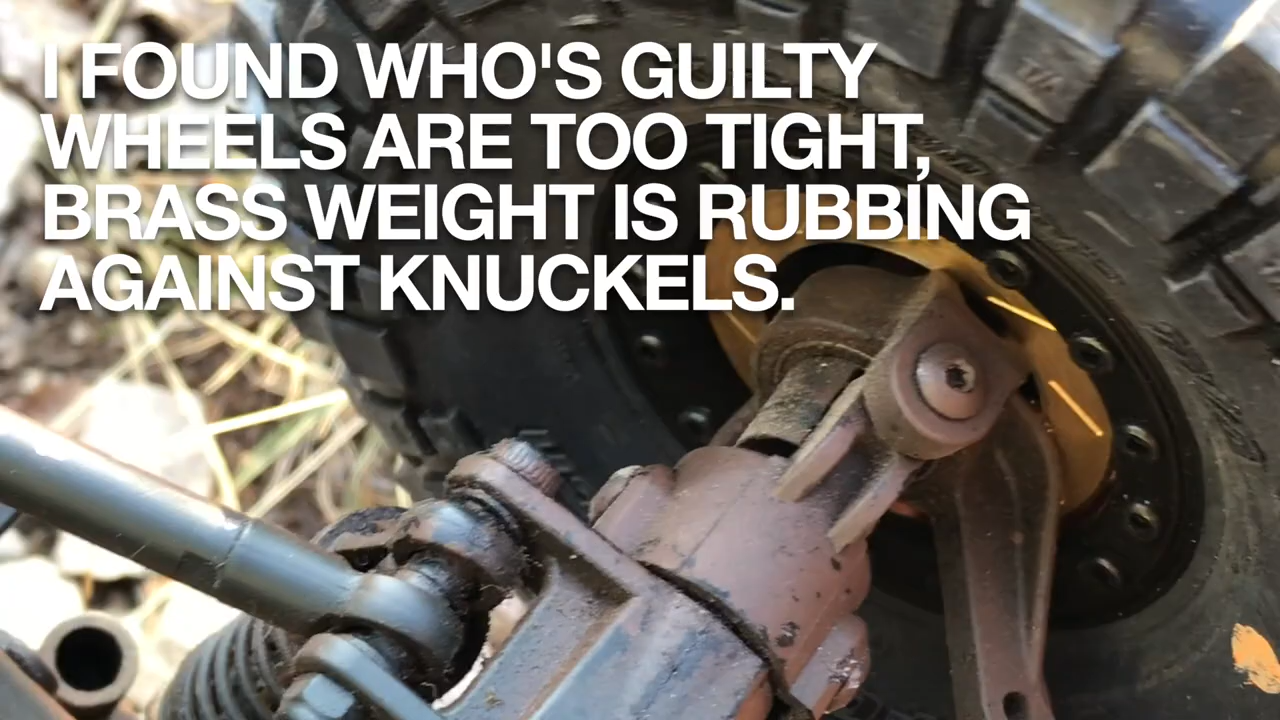 I FOUND WHO'S GUILTY
WHEELS ARE TOO TIGHT,
BRASS WEIGHT IS RUBBING
AGAINST KNUCKELS.